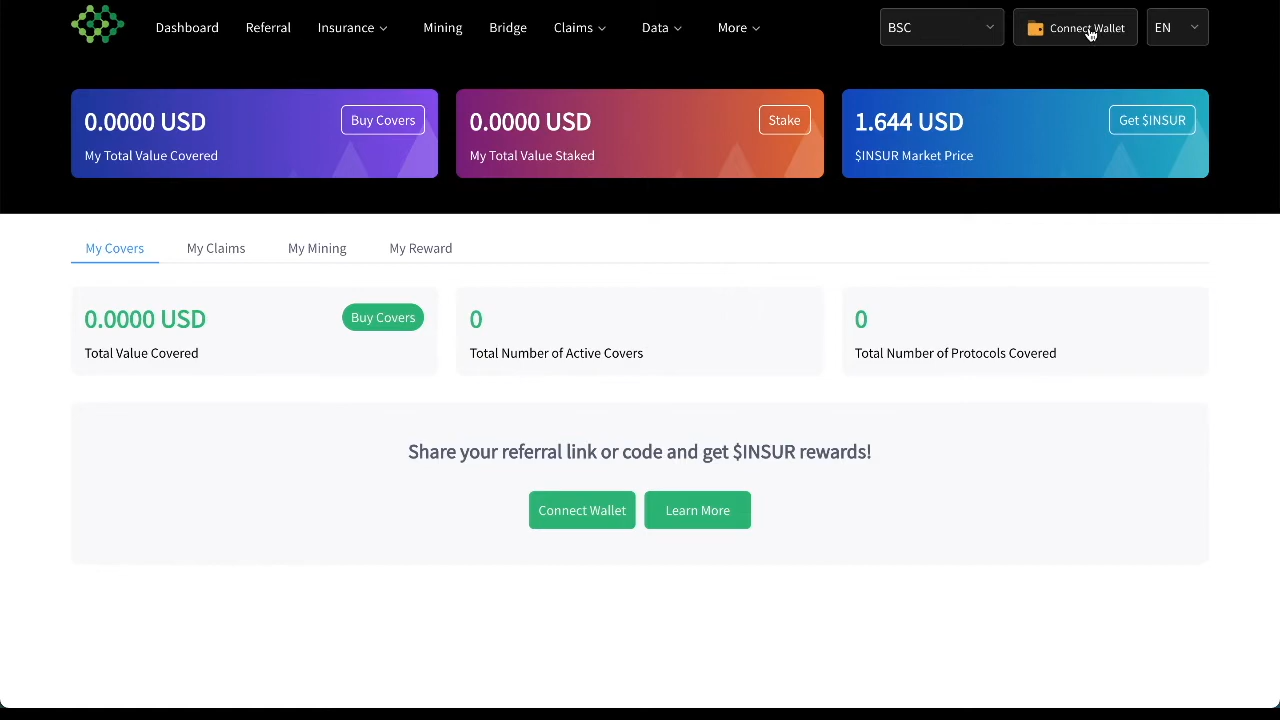 Dashboard Referral Insurance Mining Bridge Claims Data More BSC Connect Wallet EN
0.0000 USD Buy Covers
My Total Value Covered
0.0000 USD Stake
My Total Value Staked
1.644 USD Get $INSUR
$INSUR Market Price
My Covers My Claims My Mining My Reward
0.0000 USD Buy Covers
Total Value Covered
0
Total Number of Active Covers
0
Total Number of Protocols Covered
Share your referral link or code and get $INSUR rewards!
Connect Wallet Learn More